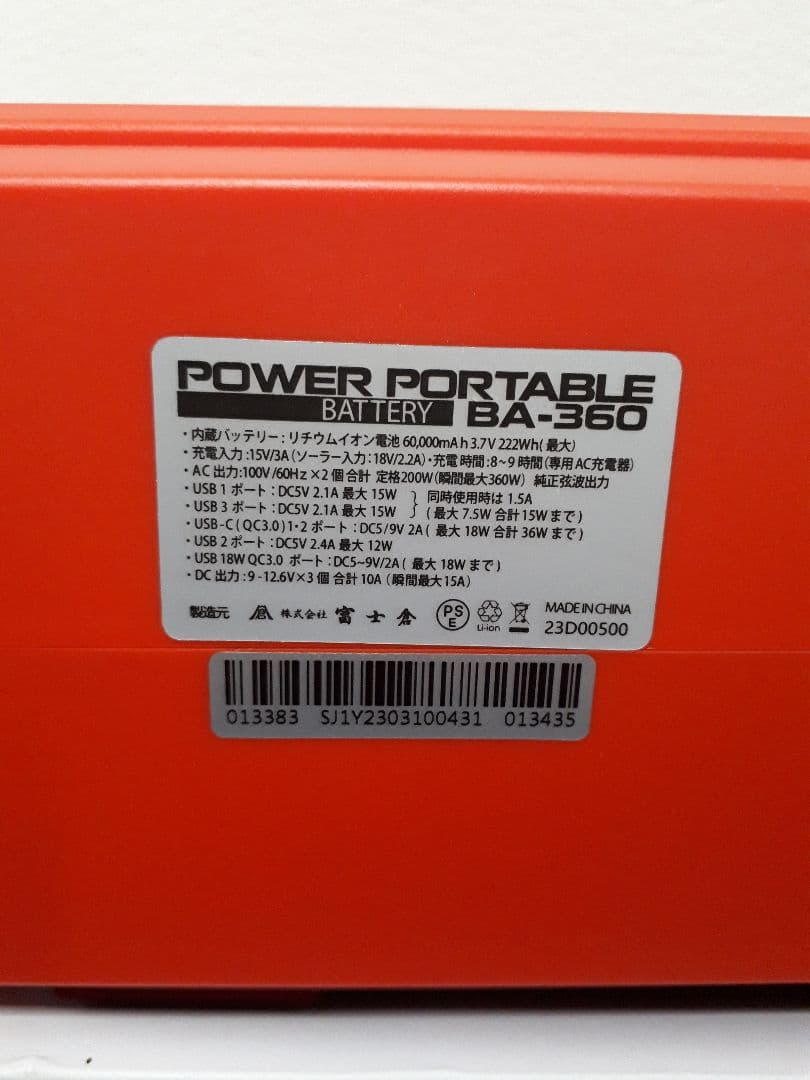 POWER PORTABLE
BATTERY BA-360
・内蔵バッテリー：リチウムイオン電池 60,000mAh 3.7V 222Wh(最大)
・充電入力：15V/3A(ソーラー入力：18V/2.2A)・充電時間：8~9時間(専用AC充電器)
・AC出力：100V/60Hz×2個合計 定格200W(瞬間最大360W) 純正弦波出力
・USB 1 ポート：DC5V 2.1A 最大 15W } 同時使用時は 1.5A
・USB 3 ポート：DC5V 2.1A 最大 15W (最大 7.5W 合計 15W まで)
・USB-C(QC3.0)1・2 ポート：DC5/9V 2A(最大 18W 合計 36W まで)
・USB 2 ポート：DC5V 2.4A 最大 12W
・USB 18W QC3.0 ポート：DC5~9V/2A(最大 18W まで)
・DC 出力：9-12.6V×3個 合計 10A(瞬間最大15A)
製造元 株式会社 富士倉 PSE Li-ion MADE IN CHINA
23D00500
013383 SJ1Y2303100431 013435